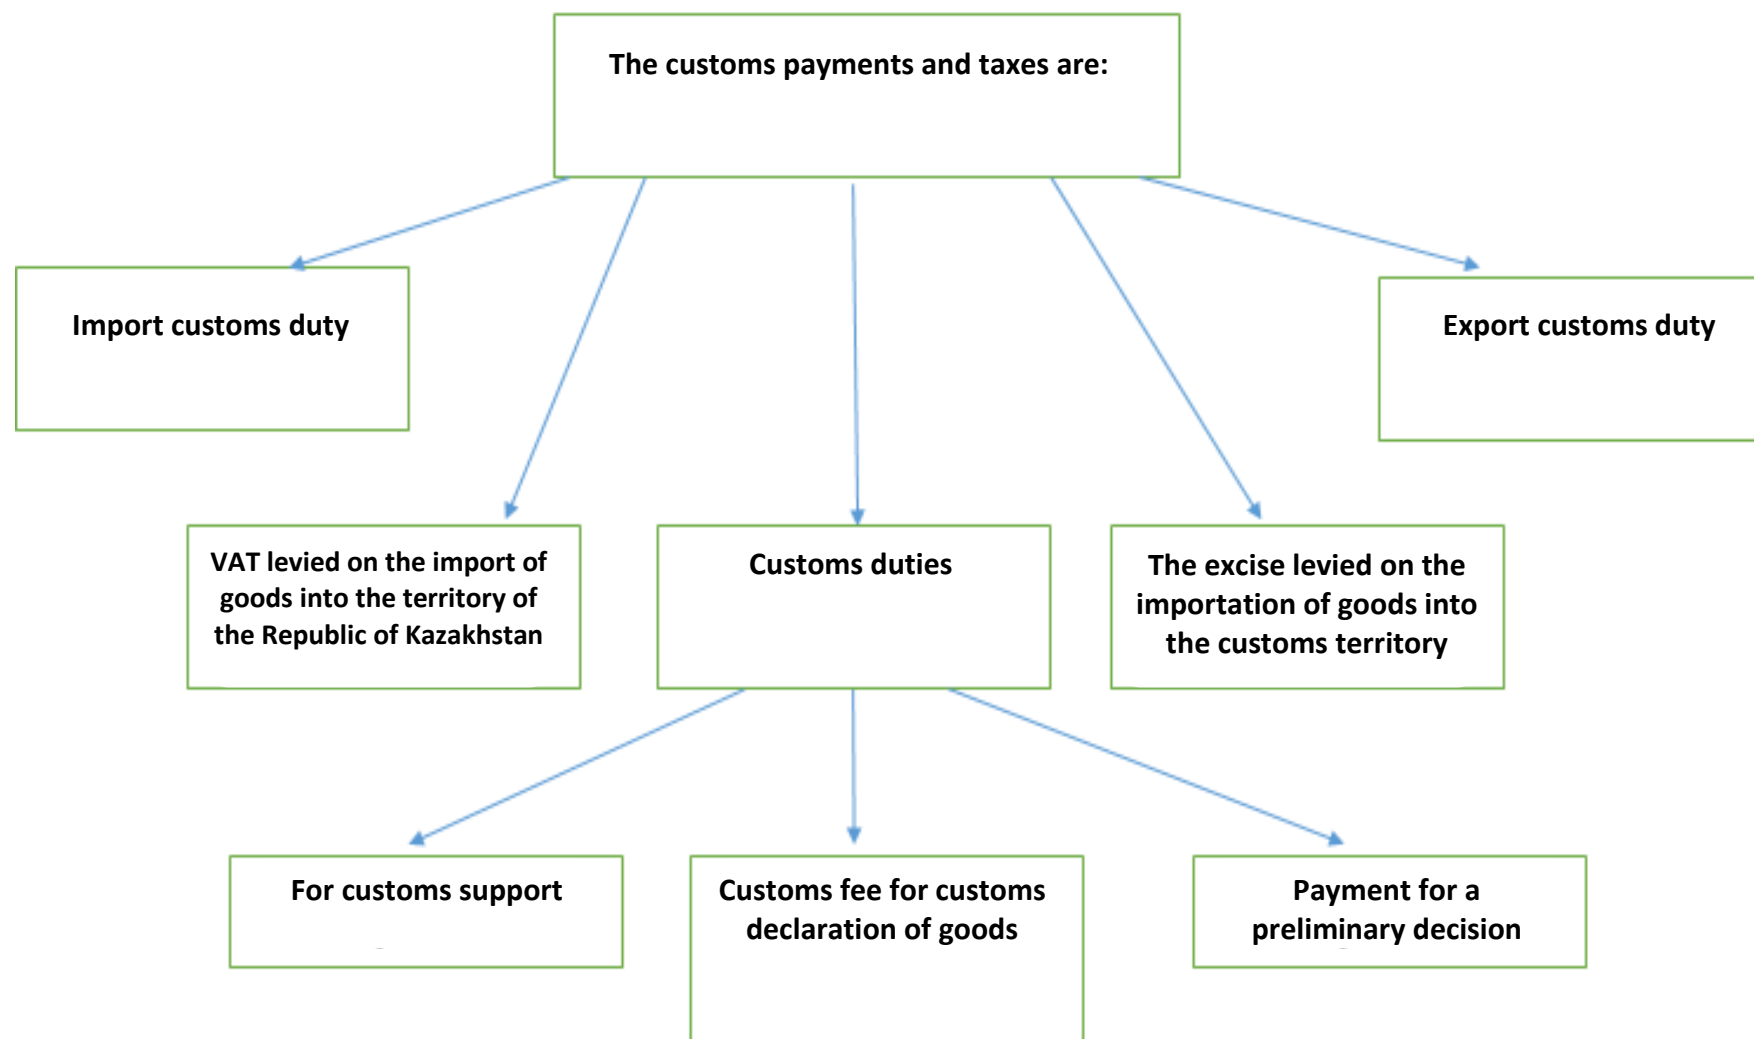 The customs payments and taxes are:
Import customs duty
Export customs duty
VAT levied on the import of
goods into the territory of
the Republic of Kazakhstan
Customs duties
The excise levied on the
importation of goods into
the customs territory
For customs support
Customs fee for customs
declaration of goods
Payment for a
preliminary decision